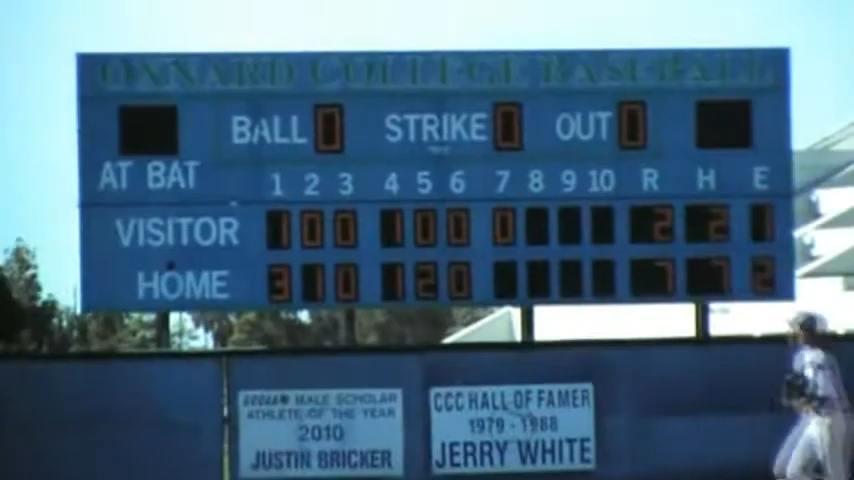 OXNARD COLLEGE BASEBALL
BALL 0 STRIKE 0 OUT 0
AT BAT 1 2 3 4 5 6 7 8 9 10 R H E
VISITOR 1 0 0 1 0 0 0 2 2 1
HOME 3 1 0 1 2 0 7 7 2
MALE SCHOLAR
ATHLETE OF THE YEAR
2010
JUSTIN BRICKER
CCC HALL OF FAMER
1979 - 1988
JERRY WHITE